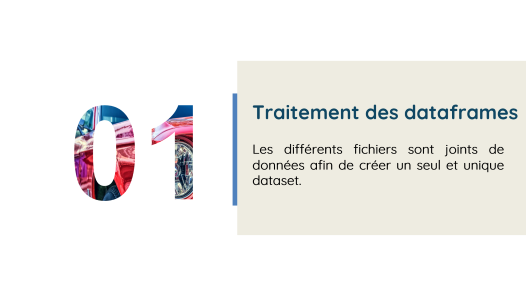 01
Traitement des dataframes
Les différents fichiers sont joints de
données afin de créer un seul et unique
dataset.